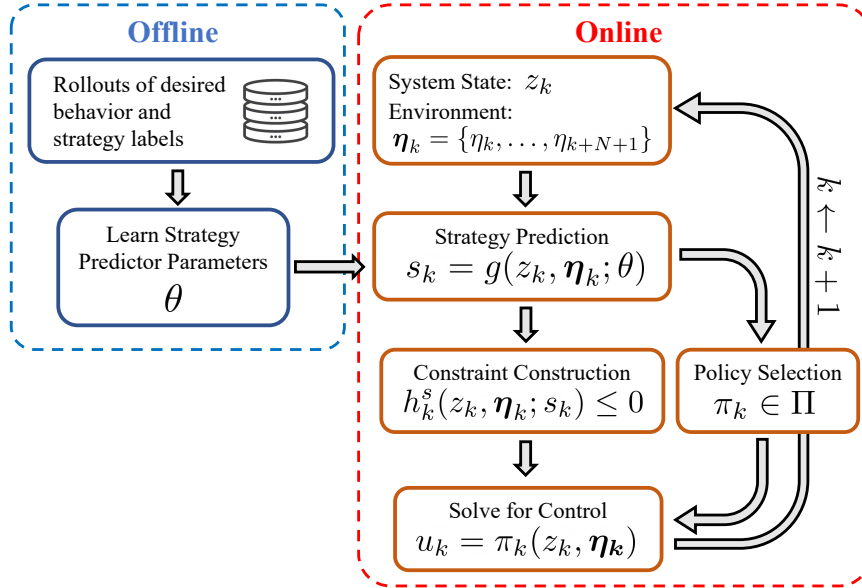 Offline
Rollouts of desired
behavior and
strategy labels
Learn Strategy
Predictor Parameters
θ
Online
System State: z_k
Environment:
𝜼_k = {η_k, . . . , η_{k+N+1}}
Strategy Prediction
s_k = g(z_k, 𝜼_k; θ)
Constraint Construction
h_k^s(z_k, 𝜼_k; s_k) ≤ 0
Policy Selection
π_k ∈ Π
Solve for Control
u_k = π_k(z_k, 𝜼_𝒌)
k ← k + 1